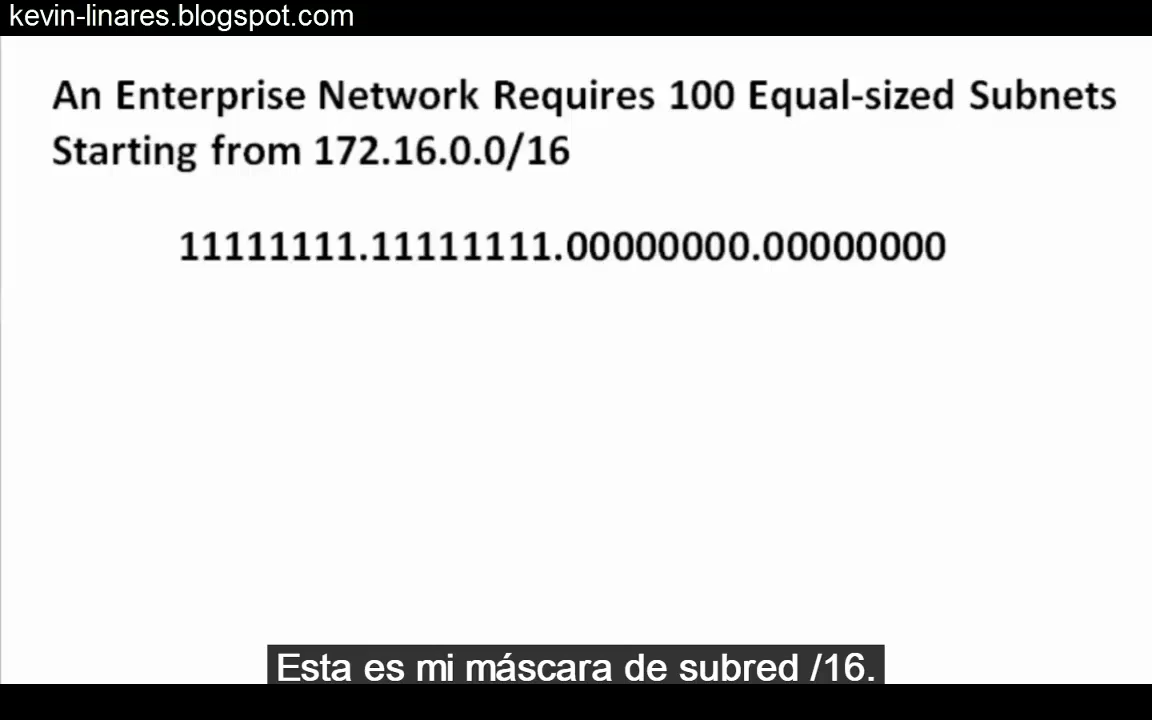 kevin-linares.blogspot.com
An Enterprise Network Requires 100 Equal-sized Subnets
Starting from 172.16.0.0/16
11111111.11111111.00000000.00000000
Esta es mi máscara de subred /16.